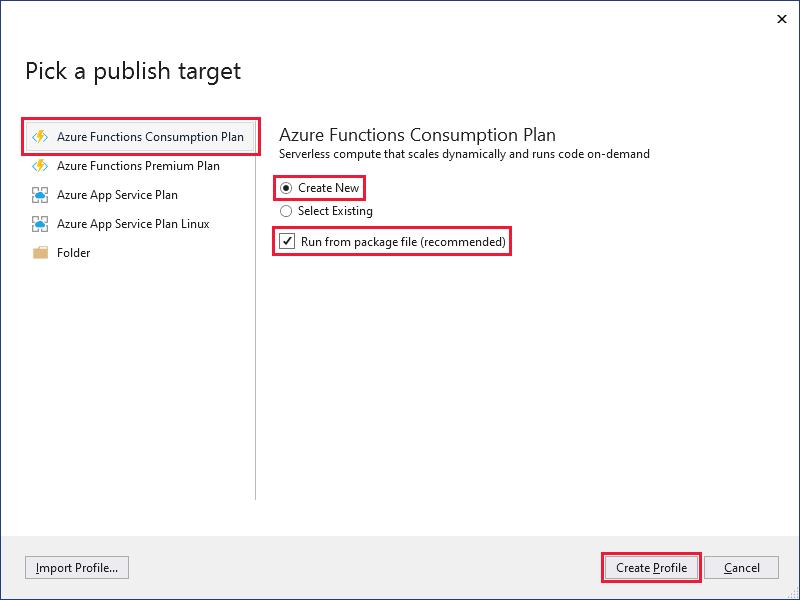 Pick a publish target
Azure Functions Consumption Plan
Azure Functions Premium Plan
Azure App Service Plan
Azure App Service Plan Linux
Folder
Azure Functions Consumption Plan
Serverless compute that scales dynamically and runs code on-demand
Create New
Select Existing
Run from package file (recommended)
Import Profile...
Create Profile
Cancel